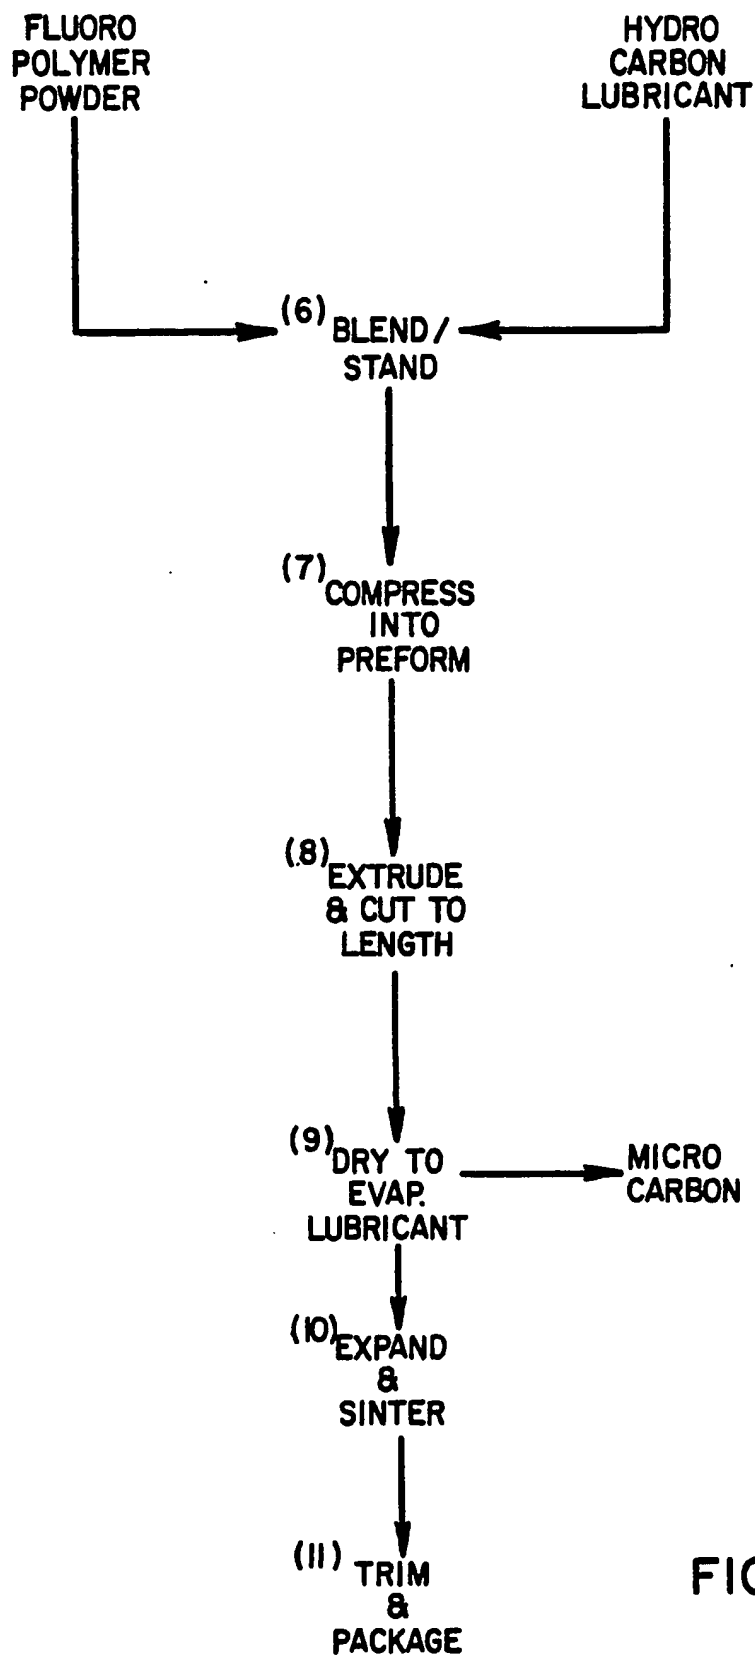 FLUORO
POLYMER
POWDER
HYDRO
CARBON
LUBRICANT
(6) BLEND/
STAND
(7) COMPRESS
INTO
PREFORM
(8) EXTRUDE
& CUT TO
LENGTH
(9) DRY TO
EVAP.
LUBRICANT
MICRO
CARBON
(10) EXPAND
&
SINTER
(11) TRIM
&
PACKAGE
FIG